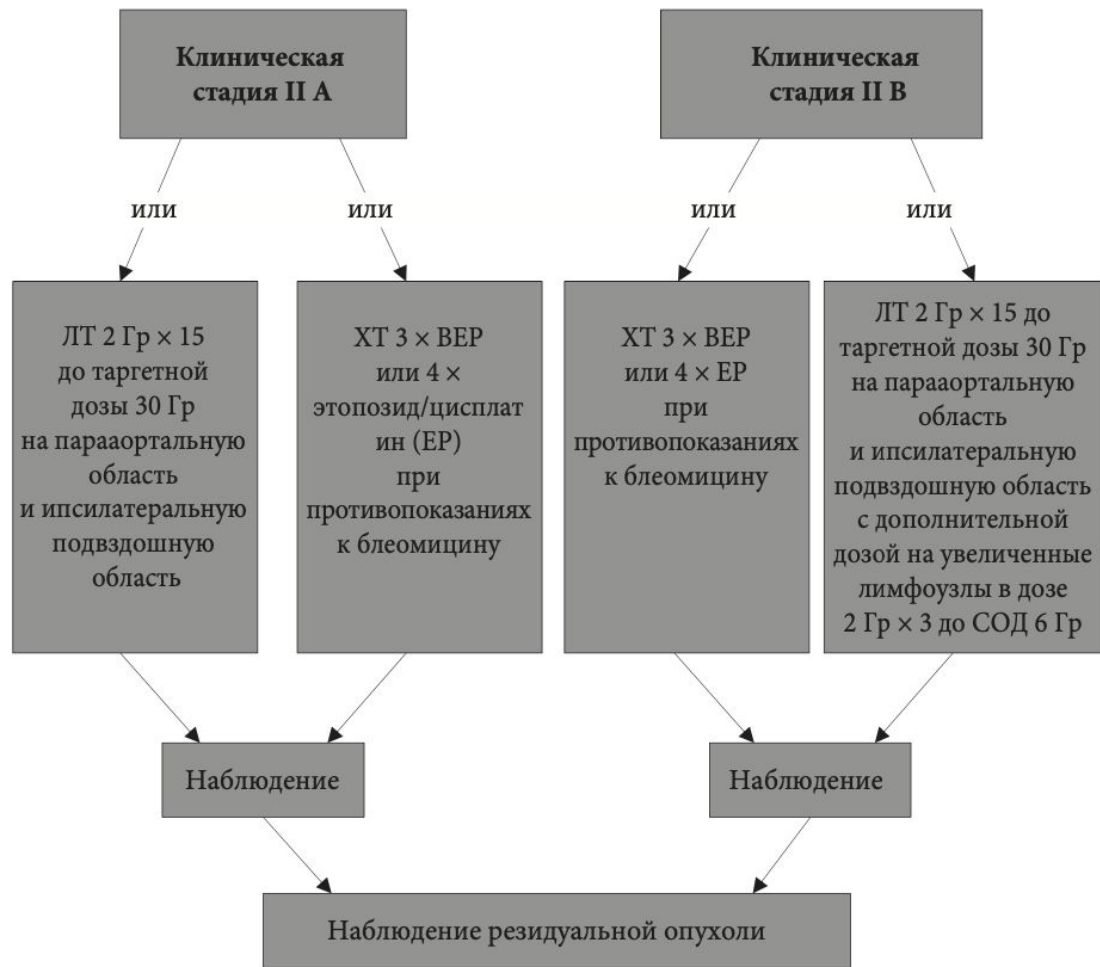 Клиническая
стадия II A
Клиническая
стадия II B
или
или
или
или
ЛТ 2 Гр × 15
до таргетной
дозы 30 Гр
на парааортальную
область
и ипсилатеральную
подвздошную
область
ХТ 3 × BEP
или 4 ×
этопозид/цисплат
ин (EP)
при
противопоказаниях
к блеомицину
ХТ 3 × BEP
или 4 × EP
при
противопоказаниях
к блеомицину
ЛТ 2 Гр × 15 до
таргетной дозы 30 Гр
на парааортальную
область
и ипсилатеральную
подвздошную область
с дополнительной
дозой на увеличенные
лимфоузлы в дозе
2 Гр × 3 до СОД 6 Гр
Наблюдение
Наблюдение
Наблюдение резидуальной опухоли